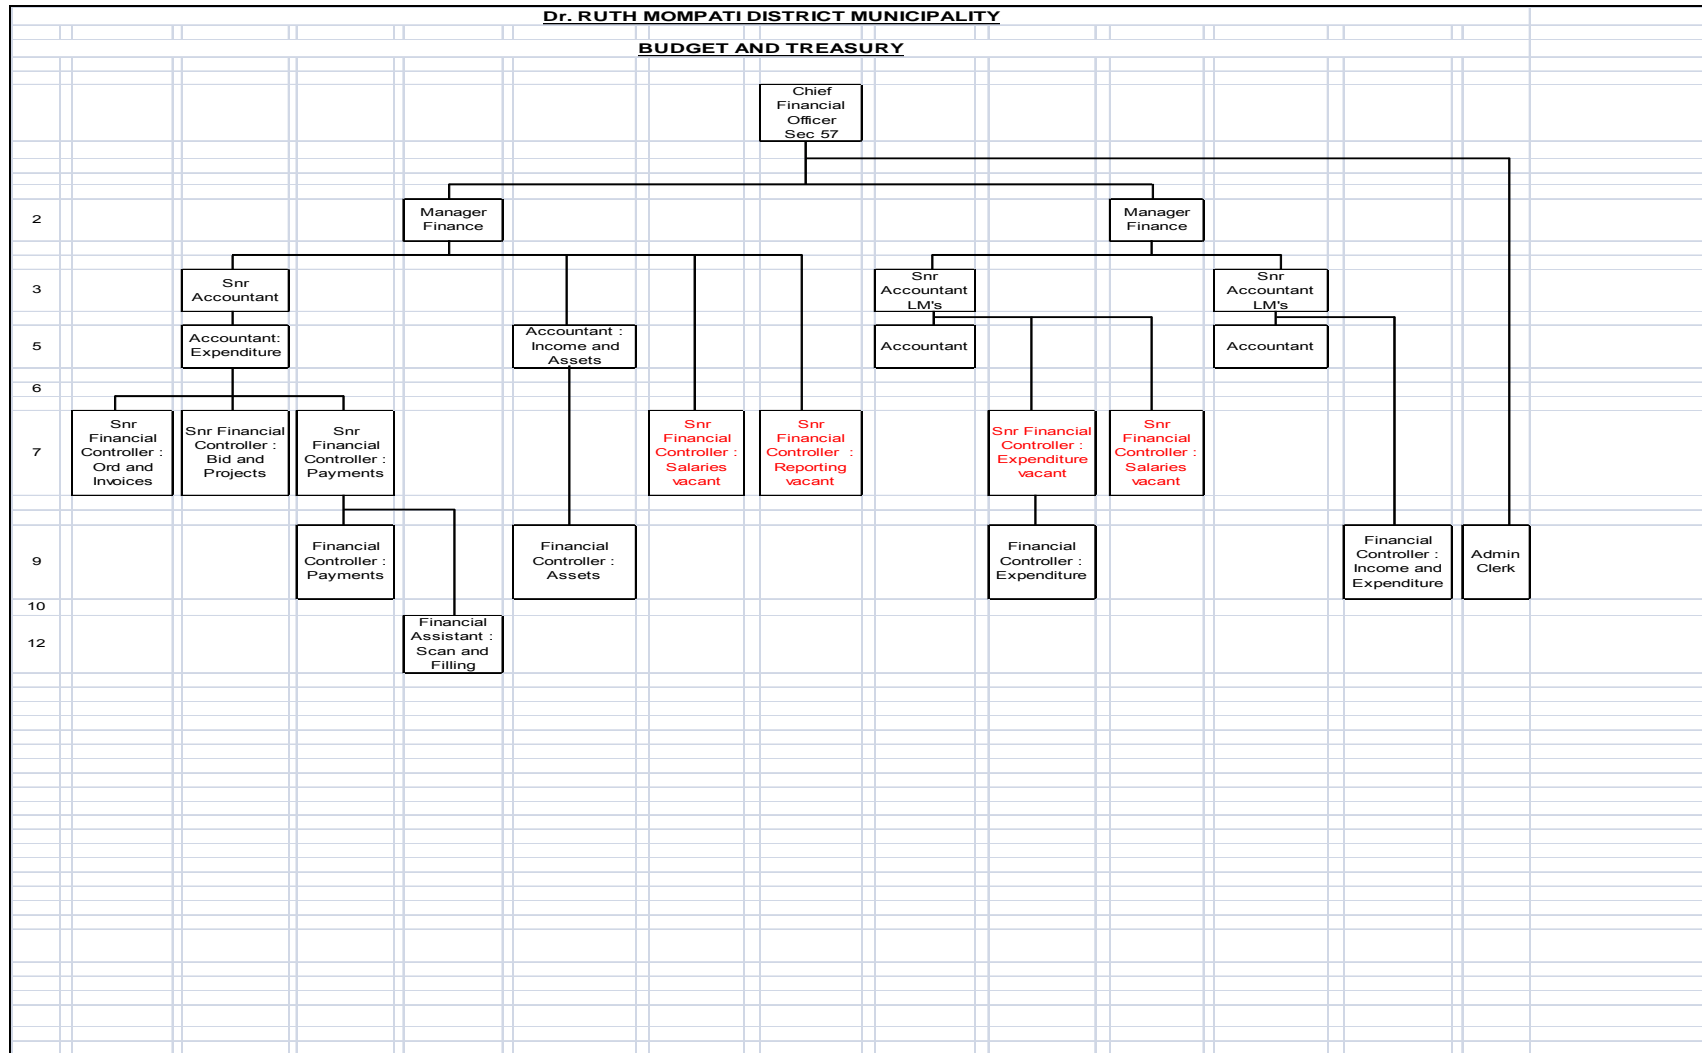 Dr. RUTH MOMPATI DISTRICT MUNICIPALITY
BUDGET AND TREASURY
Chief
Financial
Officer
Sec 57
2
Manager
Finance
Manager
Finance
3
Snr
Accountant
Snr
Accountant
LM's
Snr
Accountant
LM's
5
Accountant:
Expenditure
Accountant :
Income and
Assets
Accountant
Accountant
6
7
Snr
Financial
Controller :
Ord and
Invoices
Snr Financial
Controller :
Bid and
Projects
Snr
Financial
Controller :
Payments
Snr
Financial
Controller :
Salaries
vacant
Snr
Financial
Controller :
Reporting
vacant
Snr Financial
Controller :
Expenditure
vacant
Snr
Financial
Controller :
Salaries
vacant
9
Financial
Controller :
Payments
Financial
Controller :
Assets
Financial
Controller :
Expenditure
Financial
Controller :
Income and
Expenditure
Admin
Clerk
10
12
Financial
Assistant :
Scan and
Filling